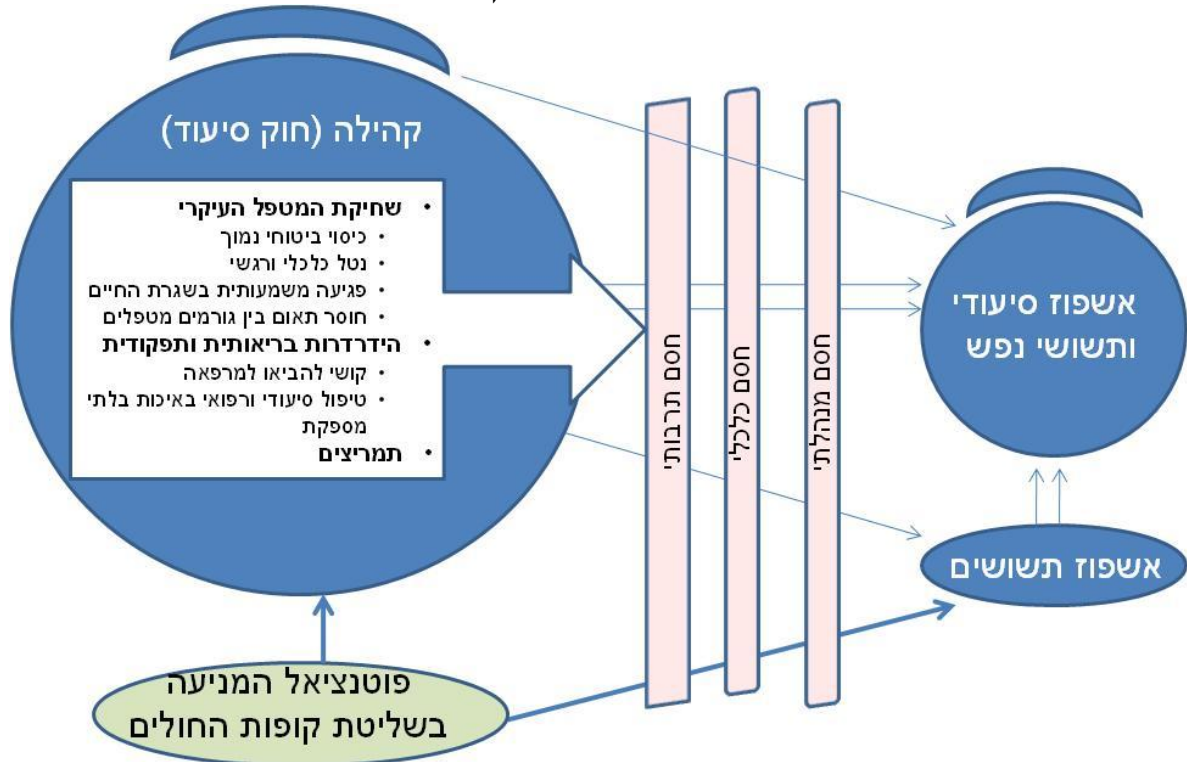 קהילה (חוק סיעוד)
• שחיקת המטפל העיקרי
• כיסוי ביטוחי נמוך
• נטל כלכלי ורגשי
• פגיעה משמעותית בשגרת החיים
• חוסר תאום בין גורמים מטפלים
• הידרדרות בריאותית ותפקודית
• קושי להביאו למרפאה
• טיפול סיעודי ורפואי באיכות בלתי
מספקת
• תמריצים
חסם תרבותי
חסם כלכלי
חסם מנהלתי
אשפוז סיעודי
ותשושי נפש
אשפוז תשושים
פוטנציאל המניעה
בשליטת קופות החולים